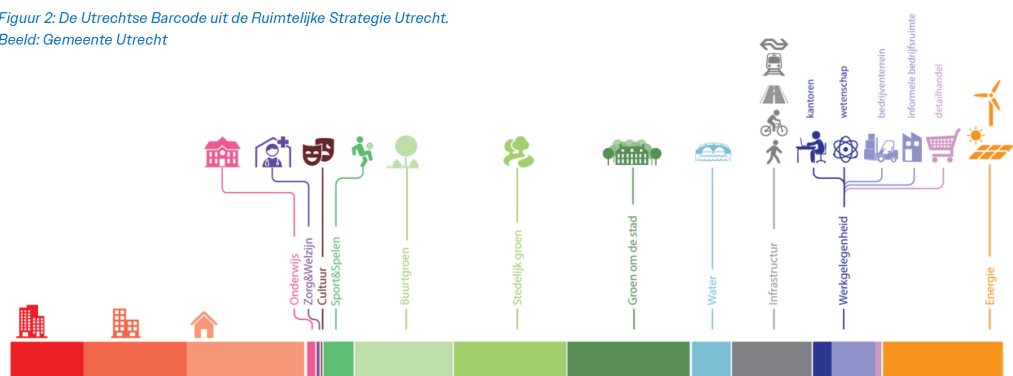 Figuur 2: De Utrechtse Barcode uit de Ruimtelijke Strategie Utrecht.
Beeld: Gemeente Utrecht
kantoren
wetenschap
bedrijventerrein
informele bedrijfsruimte
detailhandel
Onderwijs
Zorg&Welzijn
Cultuur
Sport&Spelen
Buurtgroen
Stedelijk groen
Groen om de stad
Water
Infrastructur
Werkgelegenheid
Energie